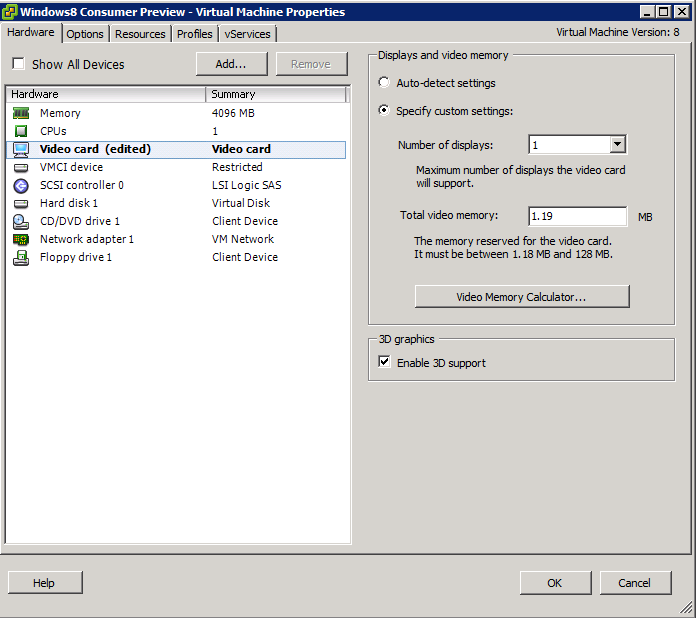 Windows8 Consumer Preview - Virtual Machine Properties
Hardware Options Resources Profiles vServices Virtual Machine Version: 8
Show All Devices Add... Remove
Hardware Summary
Memory 4096 MB
CPUs 1
Video card (edited) Video card
VMCI device Restricted
SCSI controller 0 LSI Logic SAS
Hard disk 1 Virtual Disk
CD/DVD drive 1 Client Device
Network adapter 1 VM Network
Floppy drive 1 Client Device
Displays and video memory
Auto-detect settings
Specify custom settings:
Number of displays: 1
Maximum number of displays the video card
will support.
Total video memory: 1.19 MB
The memory reserved for the video card.
It must be between 1.18 MB and 128 MB.
Video Memory Calculator...
3D graphics
Enable 3D support
Help OK Cancel